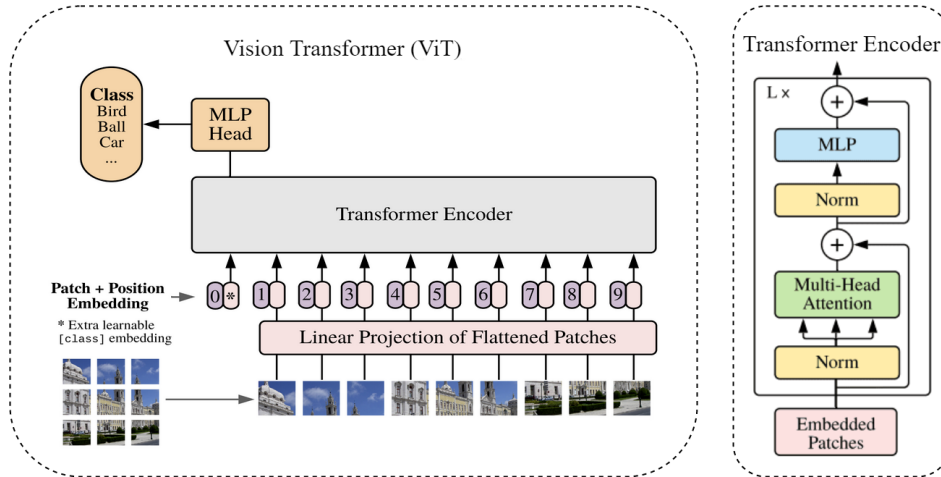 Vision Transformer (ViT)
Class
Bird
Ball
Car
...
MLP
Head
Transformer Encoder
Patch + Position
Embedding
0 * 1 2 3 4 5 6 7 8 9
* Extra learnable
[class] embedding
Linear Projection of Flattened Patches
Transformer Encoder
L x
+
MLP
Norm
+
Multi-Head
Attention
Norm
Embedded
Patches